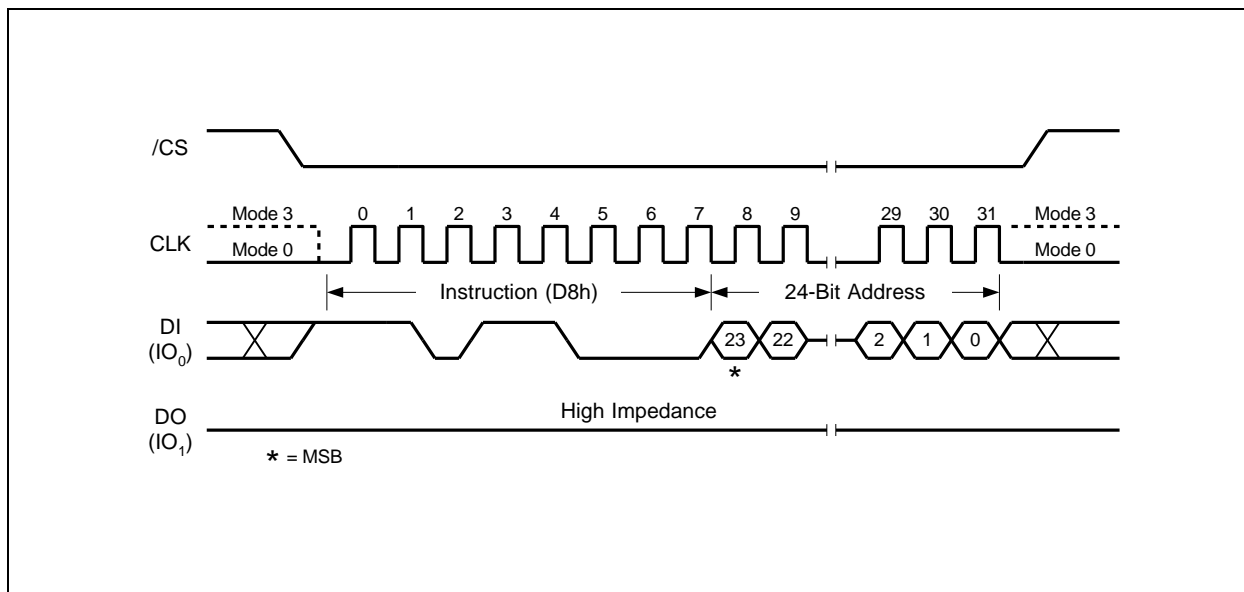 /CS
Mode 3
0 1 2 3 4 5 6 7 8 9 29 30 31
Mode 3
CLK
Mode 0
Mode 0
Instruction (D8h)
24-Bit Address
DI
(IO₀)
23 22 2 1 0
*
DO
(IO₁)
High Impedance
* = MSB